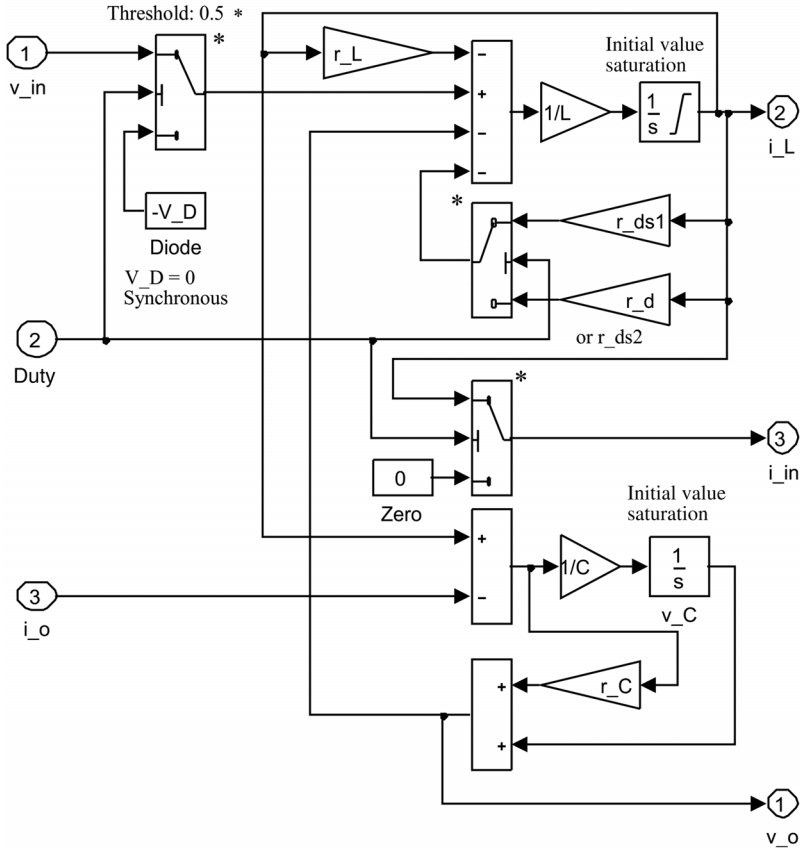 Threshold: 0.5 *
*
1
v_in
r_L
−
+
−
−
1/L
Initial value
saturation
1
s
2
i_L
-V_D
Diode
V_D = 0
Synchronous
*
r_ds1
r_d
or r_ds2
2
Duty
*
0
Zero
3
i_in
Initial value
saturation
+
−
1/C
1
s
v_C
3
i_o
+
r_C
+
1
v_o